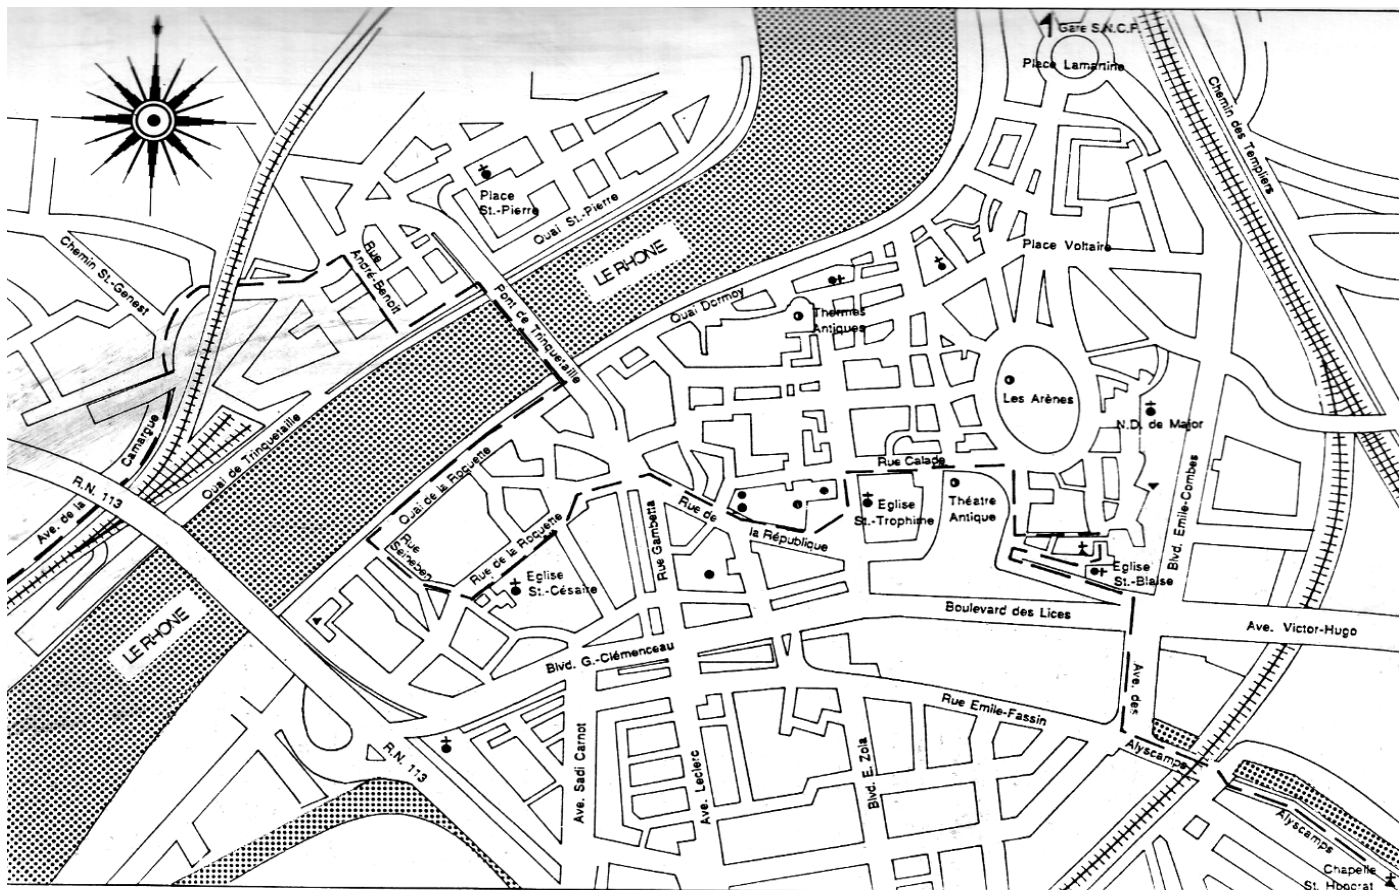 Gare S.N.C.F.
Place Lamartine
Chemin des Templiers
Place
St.-Pierre
Quai St.-Pierre
LE RHONE
Rue
André-Benoit
Chemin St.-Genest
Pont de Trinquetaille
Place Voltaire
Quai Dormoy
Thermes
Antiques
Les Arènes
N.D. de Major
Ave. de la Camargue
Quai de Trinquetaille
R.N. 113
Quai de la Roquette
Rue Calade
Eglise
St.-Trophime
Théatre
Antique
Rue de
la République
Rue Gambetta
Rue de la Roquette
Rue
Seineben
Eglise
St.-Césaire
Blvd. Emile-Combes
Eglise
St.-Blaise
LE RHONE
Boulevard des Lices
Ave. Victor-Hugo
Blvd. G.-Clémenceau
Rue Emile-Fassin
Ave. des
Alyscamps
R.N. 113
Ave. Sadi Carnot
Ave. Leclerc
Blvd. E. Zola
Alyscamps
Chapelle
St. Honorat